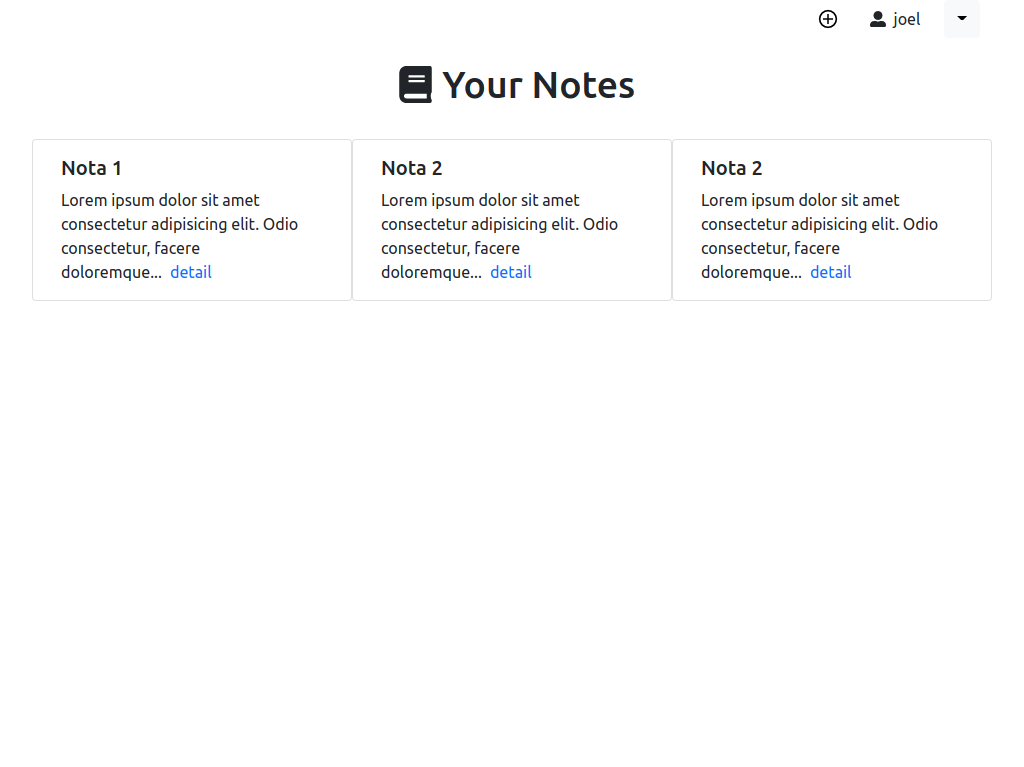 joel
Your Notes
Nota 1
Lorem ipsum dolor sit amet
consectetur adipisicing elit. Odio
consectetur, facere
doloremque... detail
Nota 2
Lorem ipsum dolor sit amet
consectetur adipisicing elit. Odio
consectetur, facere
doloremque... detail
Nota 2
Lorem ipsum dolor sit amet
consectetur adipisicing elit. Odio
consectetur, facere
doloremque... detail